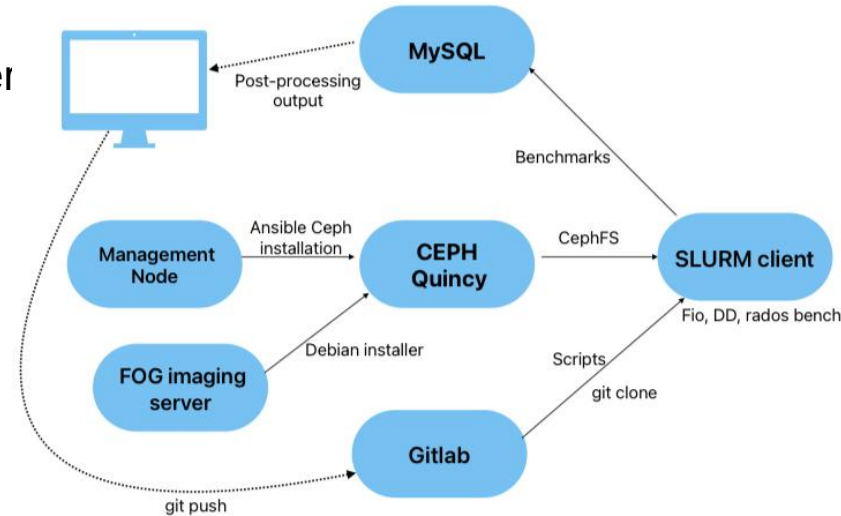 MySQL
Post-processing
output
Benchmarks
Ansible Ceph
installation
Management
Node
CEPH
Quincy
CephFS
SLURM client
Fio, DD, rados bench
Debian installer
FOG imaging
server
Scripts
git clone
Gitlab
git push